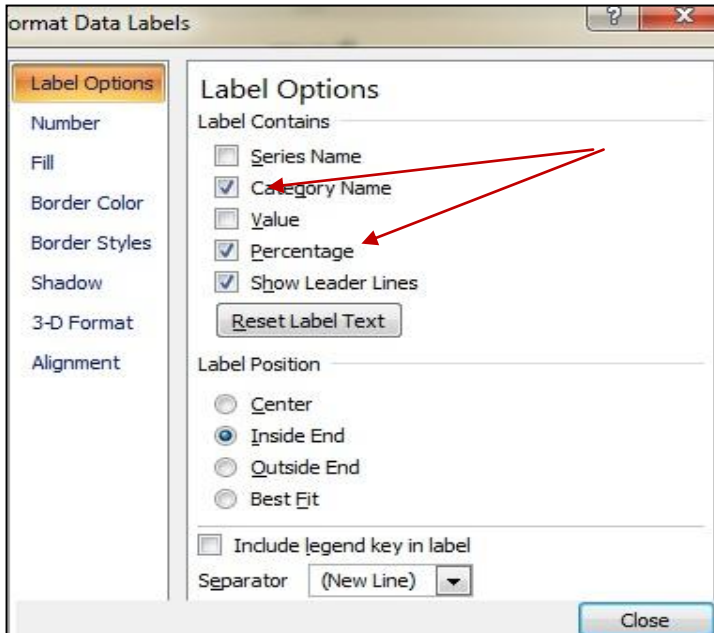 ormat Data Labels
?
X
Label Options
Number
Fill
Border Color
Border Styles
Shadow
3-D Format
Alignment
Label Options
Label Contains
Series Name
Category Name
Value
Percentage
Show Leader Lines
Reset Label Text
Label Position
Center
Inside End
Outside End
Best Fit
Include legend key in label
Separator (New Line)
Close